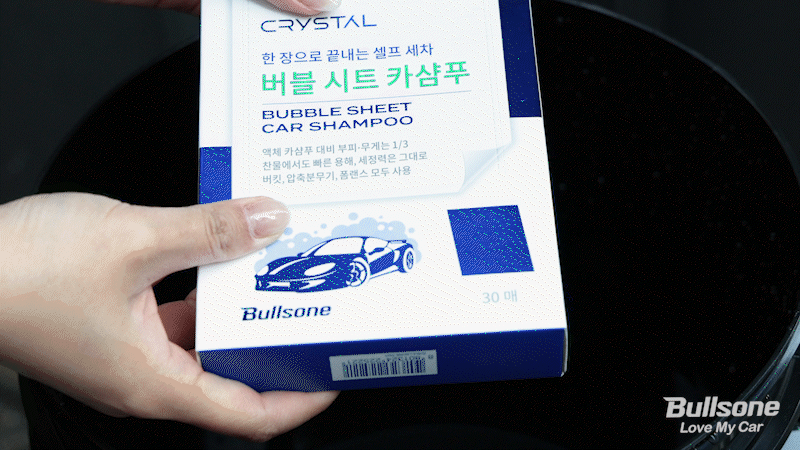 CRYSTAL
한 장으로 끝내는 셀프 세차
버블 시트 카샴푸
BUBBLE SHEET
CAR SHAMPOO
액체 카샴푸 대비 부피·무게는 1/3
찬물에서도 빠른 용해, 세정력은 그대로
버킷, 압축분무기, 폼랜스 모두 사용
Bullsone
30 매
Bullsone
Love My Car